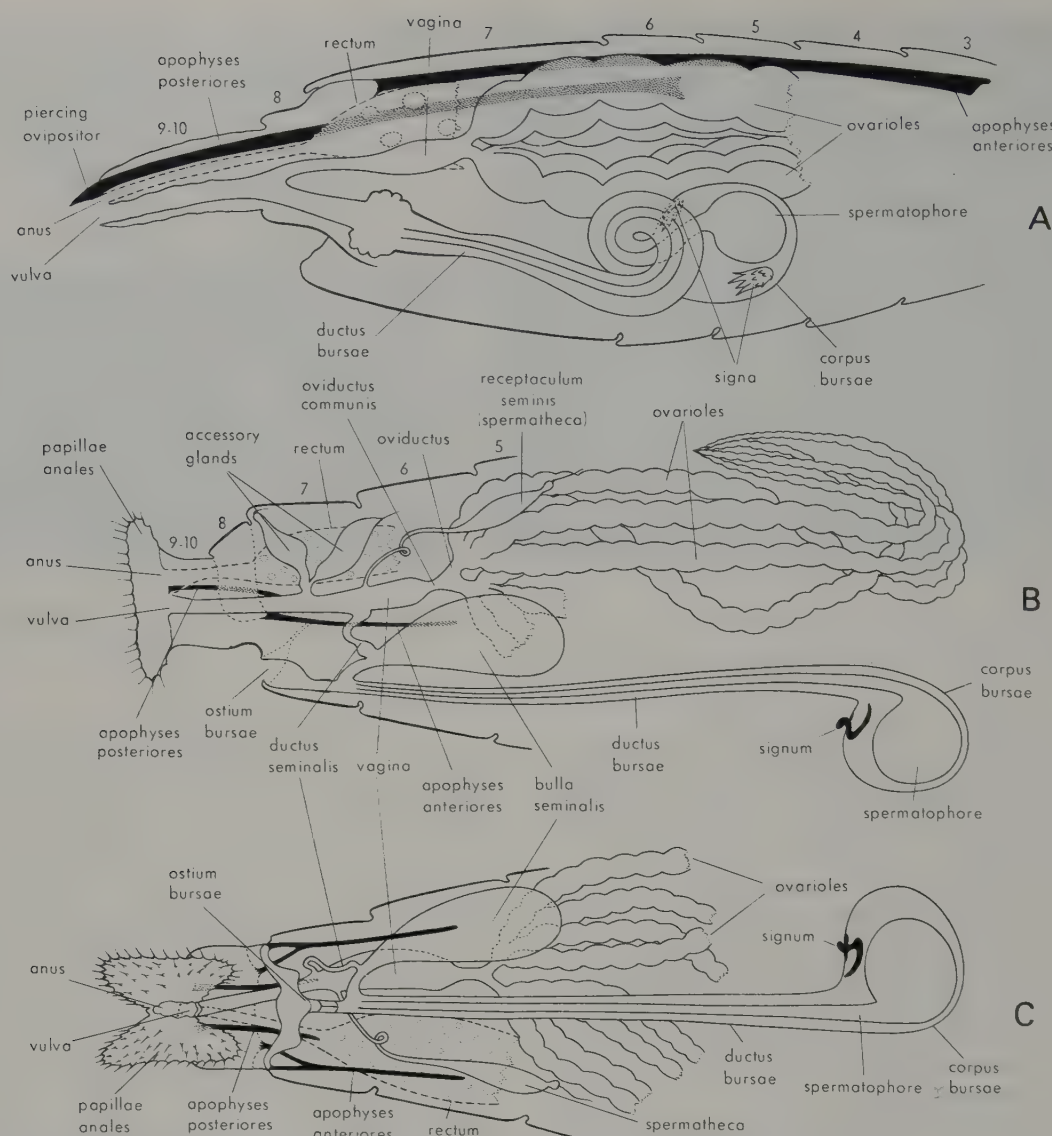 vagina
rectum
7
6
5
4
3
apophyses
posteriores
8
piercing
ovipositor
9-10
ovarioles
apophyses
anteriores
spermatophore
A
anus
vulva
ductus
bursae
signa
corpus
bursae
oviductus
communis
receptaculum
seminis
(spermatheca)
ovarioles
papillae
anales
accessory
glands
rectum
oviductus
5
6
7
8
9-10
anus
vulva
B
corpus
bursae
apophyses
posteriores
ostium
bursae
ductus
seminalis
vagina
apophyses
anteriores
bulla
seminalis
ductus
bursae
signum
spermatophore
ostium
bursae
ovarioles
signum
anus
vulva
C
papillae
anales
apophyses
posteriores
apophyses
anteriores
rectum
spermatheca
ductus
bursae
spermatophore
corpus
bursae